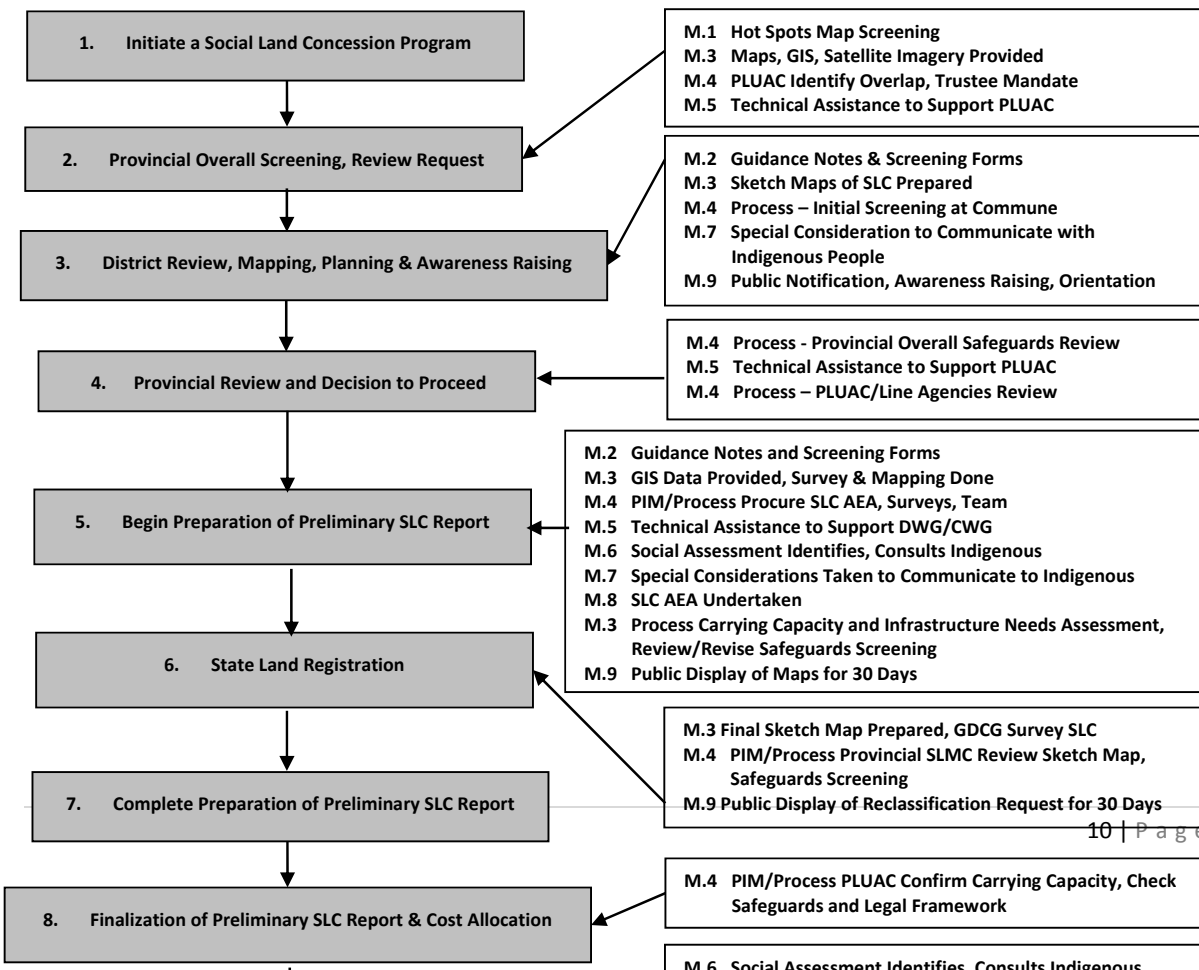 1. Initiate a Social Land Concession Program
M.1 Hot Spots Map Screening
M.3 Maps, GIS, Satellite Imagery Provided
M.4 PLUAC Identify Overlap, Trustee Mandate
M.5 Technical Assistance to Support PLUAC
2. Provincial Overall Screening, Review Request
M.2 Guidance Notes & Screening Forms
M.3 Sketch Maps of SLC Prepared
M.4 Process – Initial Screening at Commune
M.7 Special Consideration to Communicate with
Indigenous People
M.9 Public Notification, Awareness Raising, Orientation
3. District Review, Mapping, Planning & Awareness Raising
M.4 Process - Provincial Overall Safeguards Review
M.5 Technical Assistance to Support PLUAC
M.4 Process – PLUAC/Line Agencies Review
4. Provincial Review and Decision to Proceed
M.2 Guidance Notes and Screening Forms
M.3 GIS Data Provided, Survey & Mapping Done
M.4 PIM/Process Procure SLC AEA, Surveys, Team
M.5 Technical Assistance to Support DWG/CWG
M.6 Social Assessment Identifies, Consults Indigenous
M.7 Special Considerations Taken to Communicate to Indigenous
M.8 SLC AEA Undertaken
M.3 Process Carrying Capacity and Infrastructure Needs Assessment,
Review/Revise Safeguards Screening
M.9 Public Display of Maps for 30 Days
5. Begin Preparation of Preliminary SLC Report
6. State Land Registration
M.3 Final Sketch Map Prepared, GDCG Survey SLC
M.4 PIM/Process Provincial SLMC Review Sketch Map,
Safeguards Screening
M.9 Public Display of Reclassification Request for 30 Days
7. Complete Preparation of Preliminary SLC Report
10 | Page
M.4 PIM/Process PLUAC Confirm Carrying Capacity, Check
Safeguards and Legal Framework
8. Finalization of Preliminary SLC Report & Cost Allocation
M.6 Social Assessment Identifies, Consults Indigenous